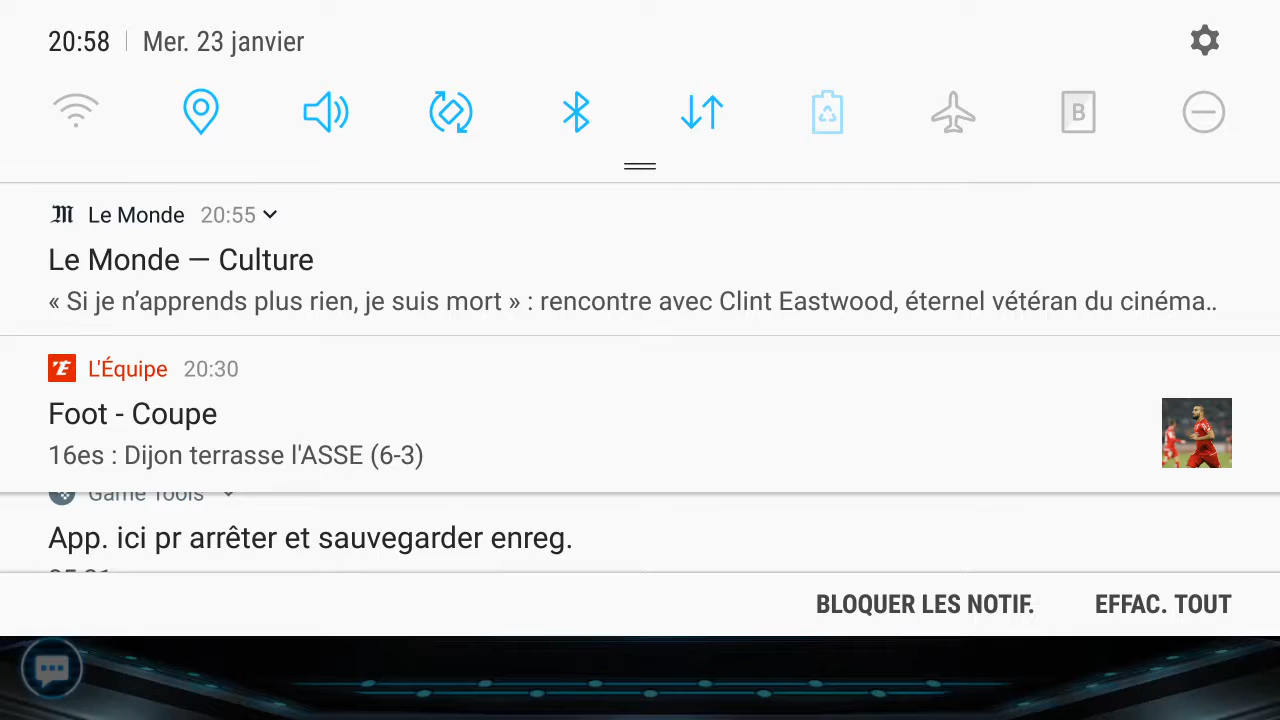 20:58 | Mer. 23 janvier
B
Le Monde 20:55
Le Monde — Culture
« Si je n’apprends plus rien, je suis mort » : rencontre avec Clint Eastwood, éternel vétéran du cinéma..
L'Équipe 20:30
Foot - Coupe
16es : Dijon terrasse l'ASSE (6-3)
Game Tools
App. ici pr arrêter et sauvegarder enreg.
BLOQUER LES NOTIF. EFFAC. TOUT